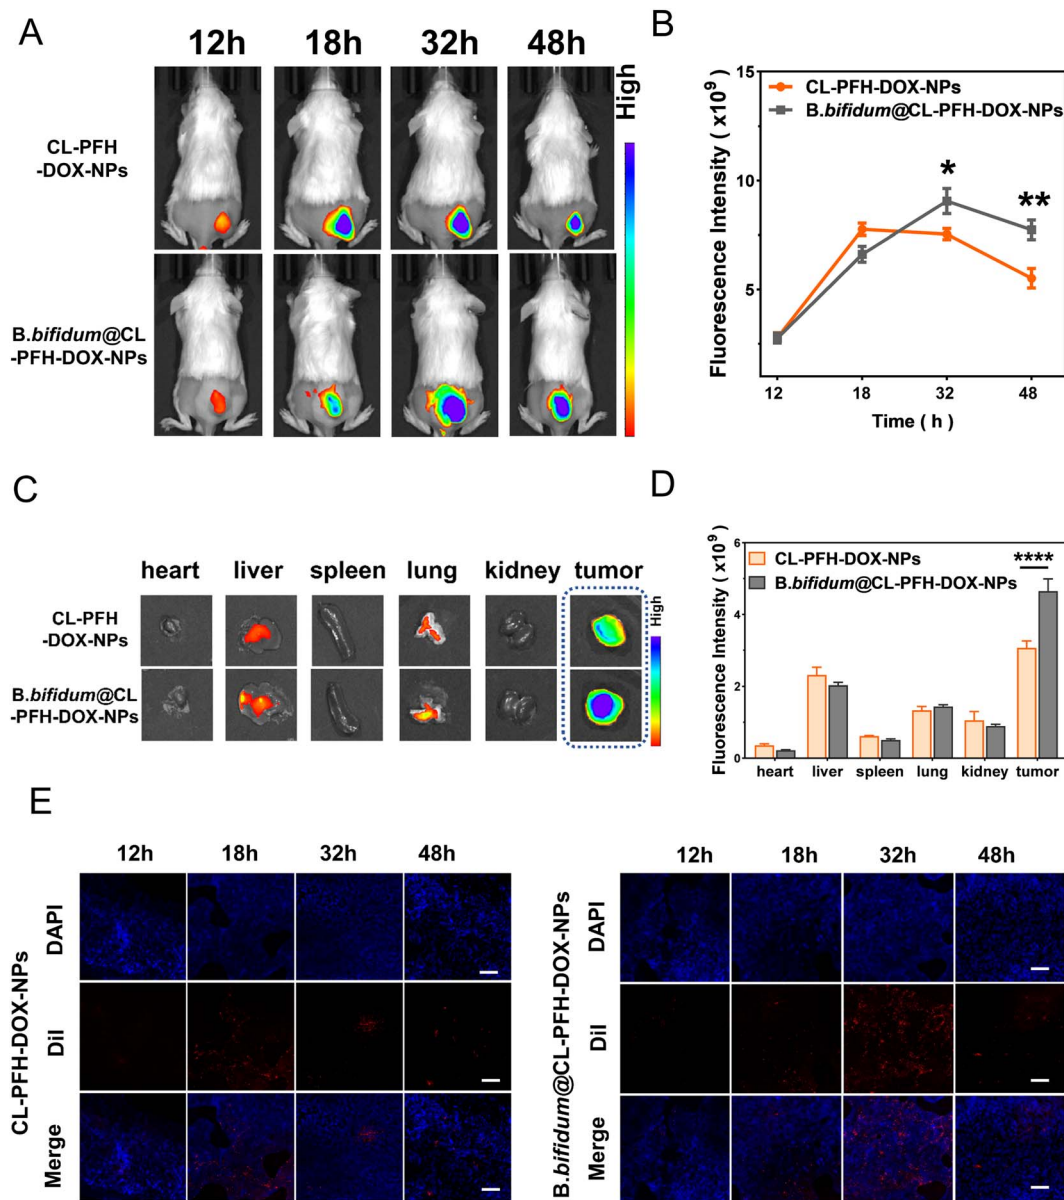 A
12h 18h 32h 48h
CL-PFH
-DOX-NPs
B.bifidum@CL
-PFH-DOX-NPs
High
B
Fluorescence Intensity ( x10⁹ )
15
10
5
CL-PFH-DOX-NPs
B.bifidum@CL-PFH-DOX-NPs
*
**
12 18 32 48
Time ( h )
C
heart liver spleen lung kidney tumor
CL-PFH
-DOX-NPs
B.bifidum@CL
-PFH-DOX-NPs
High
D
Fluorescence Intensity ( x10⁹ )
6
4
2
0
CL-PFH-DOX-NPs
B.bifidum@CL-PFH-DOX-NPs
****
heart liver spleen lung kidney tumor
E
12h 18h 32h 48h
CL-PFH-DOX-NPs
DAPI
Dil
Merge
12h 18h 32h 48h
B.bifidum@CL-PFH-DOX-NPs
DAPI
Dil
Merge